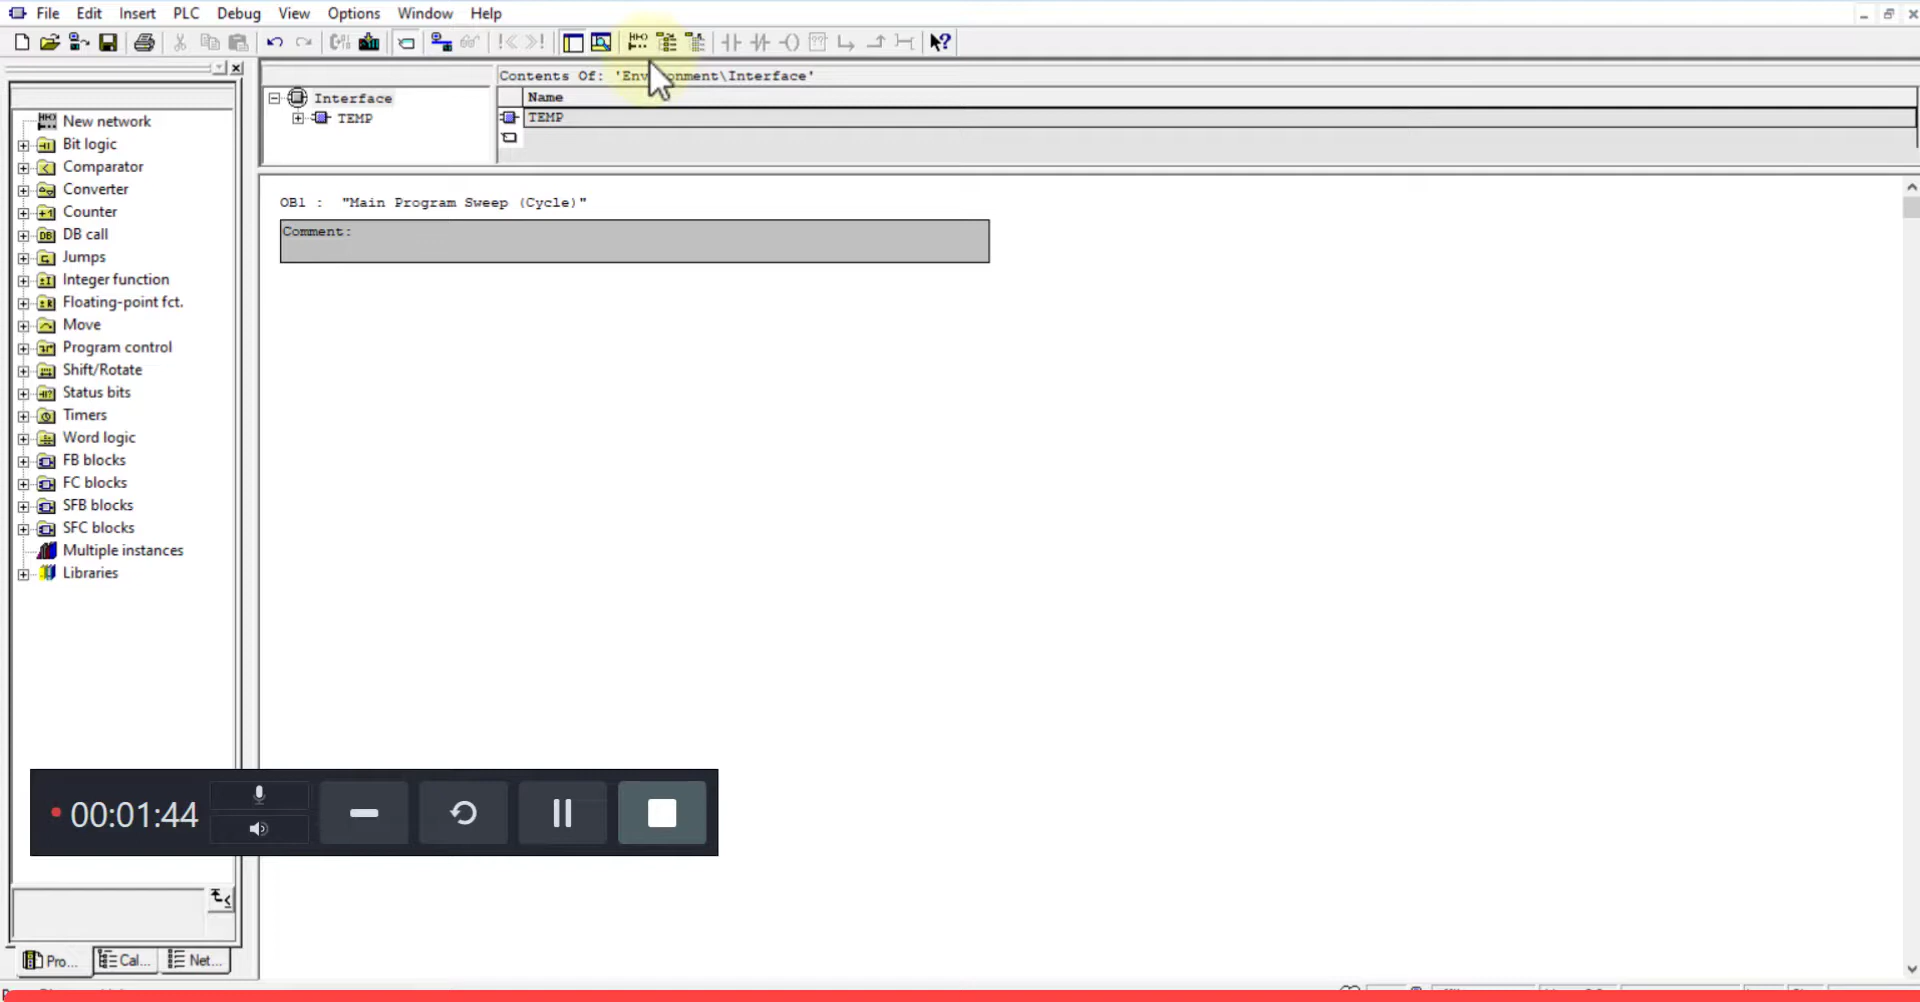 File Edit Insert PLC Debug View Options Window Help
Contents Of: 'Environment\Interface'
Interface
TEMP
Name
TEMP
New network
Bit logic
Comparator
Converter
Counter
DB call
Jumps
Integer function
Floating-point fct.
Move
Program control
Shift/Rotate
Status bits
Timers
Word logic
FB blocks
FC blocks
SFB blocks
SFC blocks
Multiple instances
Libraries
OB1 : "Main Program Sweep (Cycle)"
Comment:
00:01:44
Pro... Cal... Net...